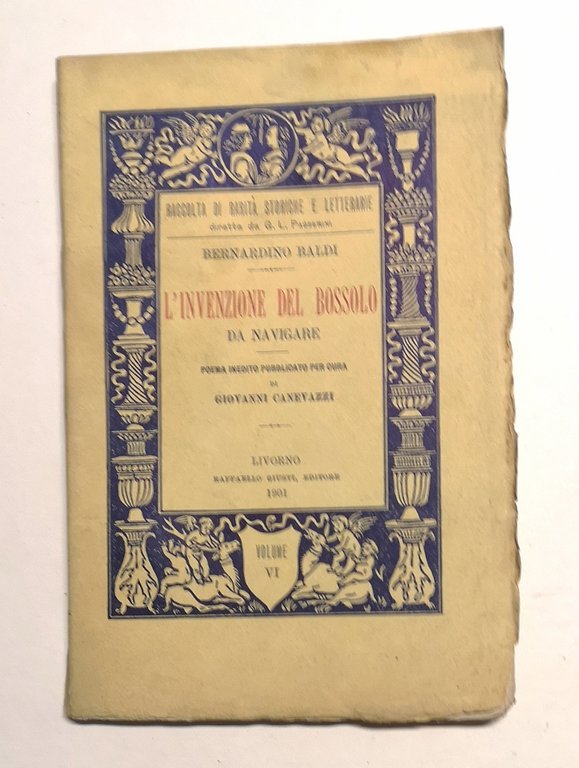 RACCOLTA DI RARITÀ STORICHE E LETTERARIE
diretta da G. L. Passerini
BERNARDINO BALDI
L'INVENZIONE DEL BOSSOLO
DA NAVIGARE
POEMA INEDITO PUBBLICATO PER CURA
DI
GIOVANNI CANEVAZZI
LIVORNO
RAFFAELLO GIUSTI, EDITORE
1901
VOLUME
VI